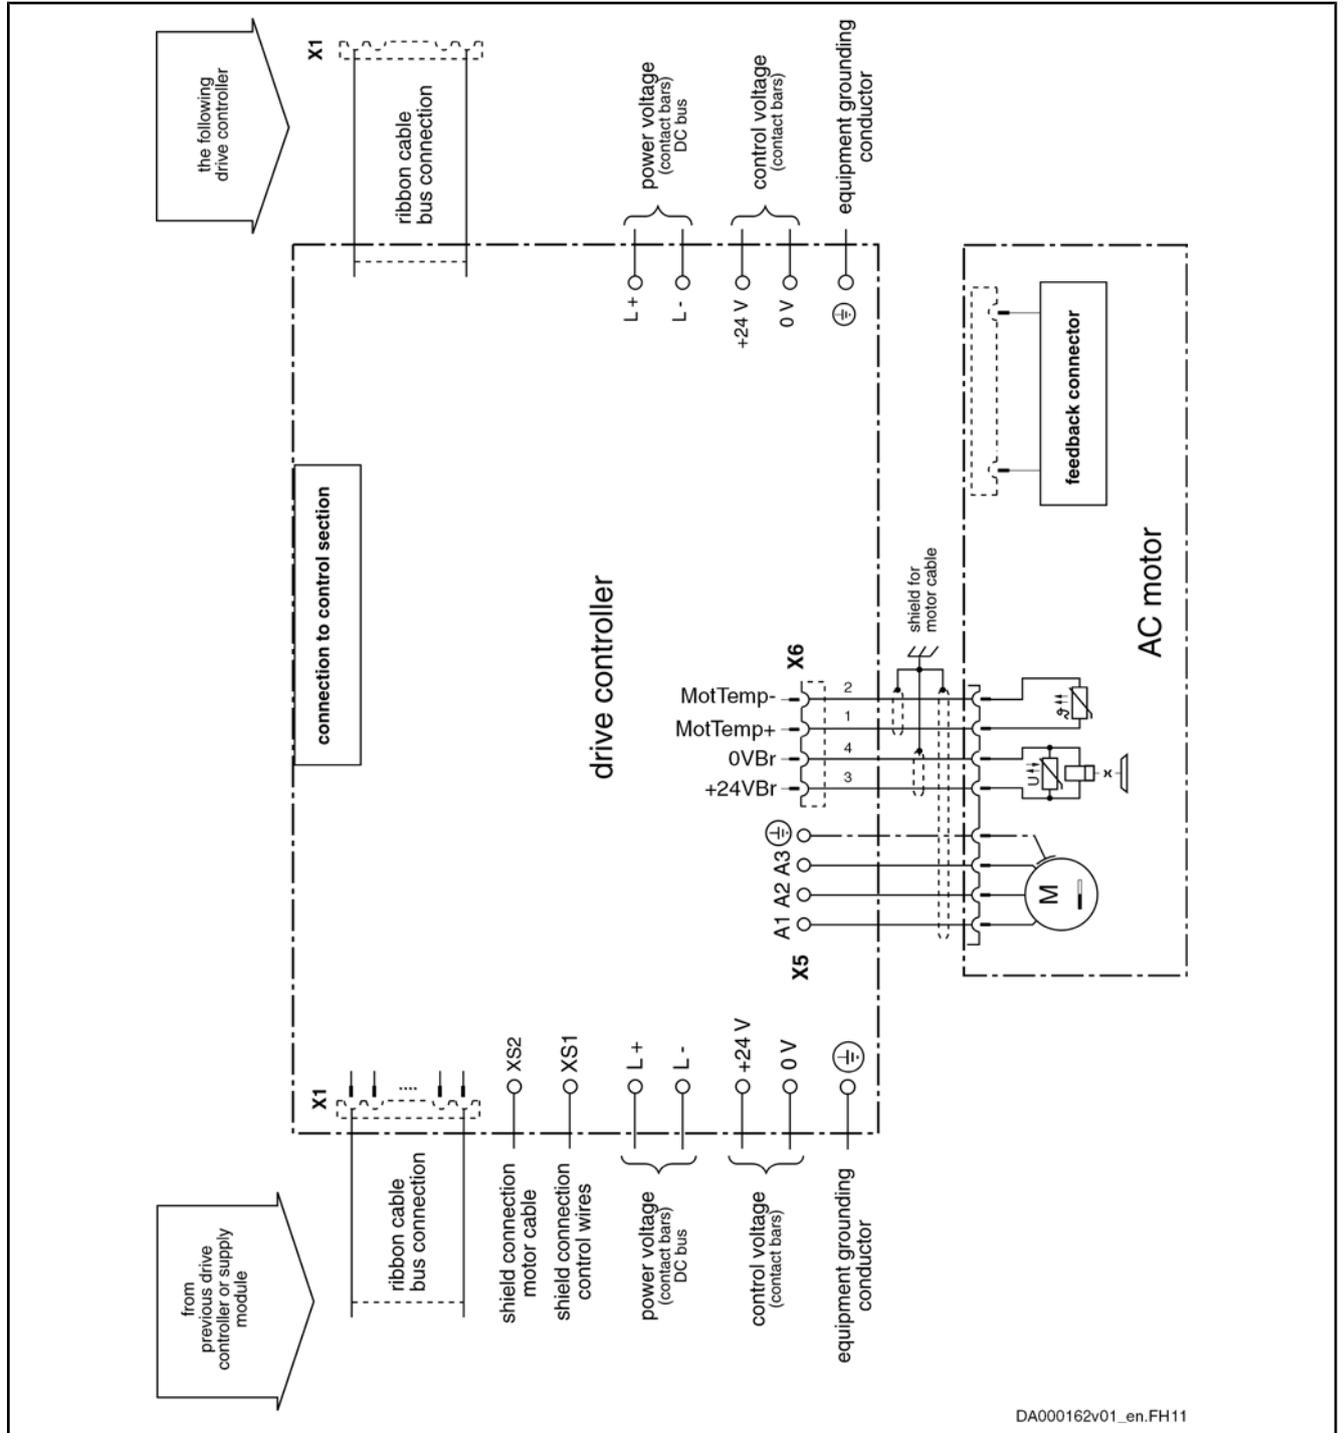 from
previous drive
controller or supply
module
the following
drive controller
X1
ribbon cable
bus connection
X1
ribbon cable
bus connection
connection to control section
shield connection
motor cable
XS2
shield connection
control wires
XS1
drive controller
power voltage
(contact bars)
DC bus
L+
L-
L+
L-
power voltage
(contact bars)
DC bus
control voltage
(contact bars)
+24 V
0 V
+24 V
0 V
control voltage
(contact bars)
equipment grounding
conductor
equipment grounding
conductor
X5
A1
A2
A3
X6
+24VBr
0VBr
MotTemp+
MotTemp-
3
4
1
2
shield for
motor cable
M
U
x
ϑ
feedback connector
AC motor
DA000162v01_en.FH11